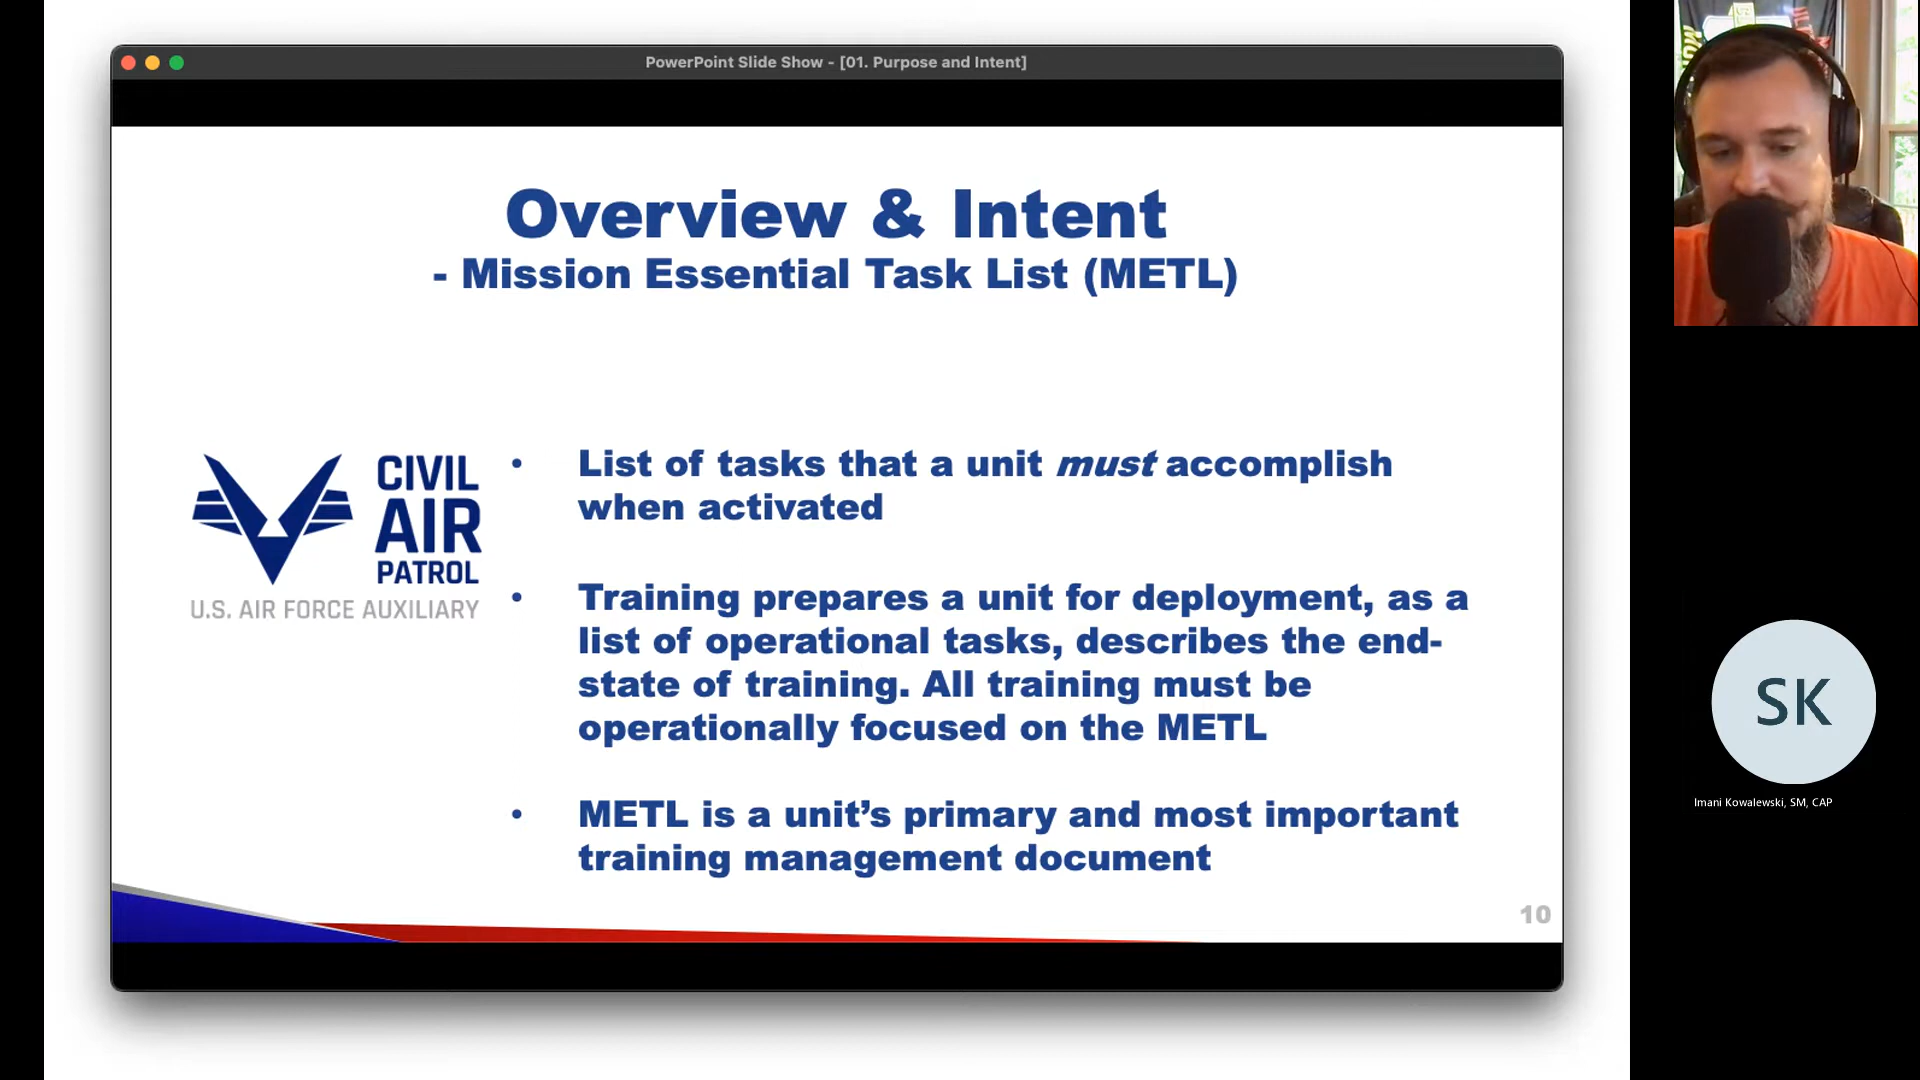 PowerPoint Slide Show - [01. Purpose and Intent]
Overview & Intent
- Mission Essential Task List (METL)
CIVIL
AIR
PATROL
U.S. AIR FORCE AUXILIARY
• List of tasks that a unit must accomplish
when activated
• Training prepares a unit for deployment, as a
list of operational tasks, describes the end-
state of training. All training must be
operationally focused on the METL
• METL is a unit’s primary and most important
training management document
10
SK
Imani Kowalewski, SM, CAP